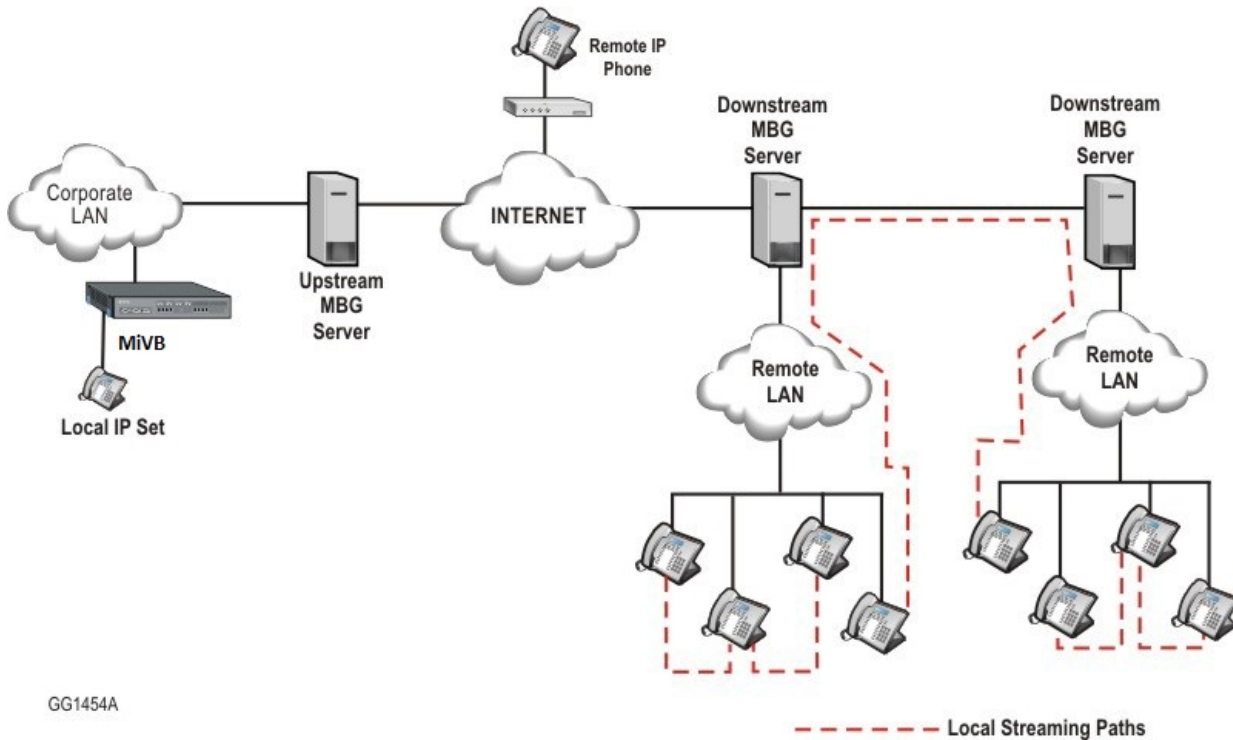 Remote IP
Phone
Downstream
MBG
Server
Downstream
MBG
Server
Corporate
LAN
INTERNET
Upstream
MBG
Server
MiVB
Local IP Set
Remote
LAN
Remote
LAN
GG1454A
Local Streaming Paths